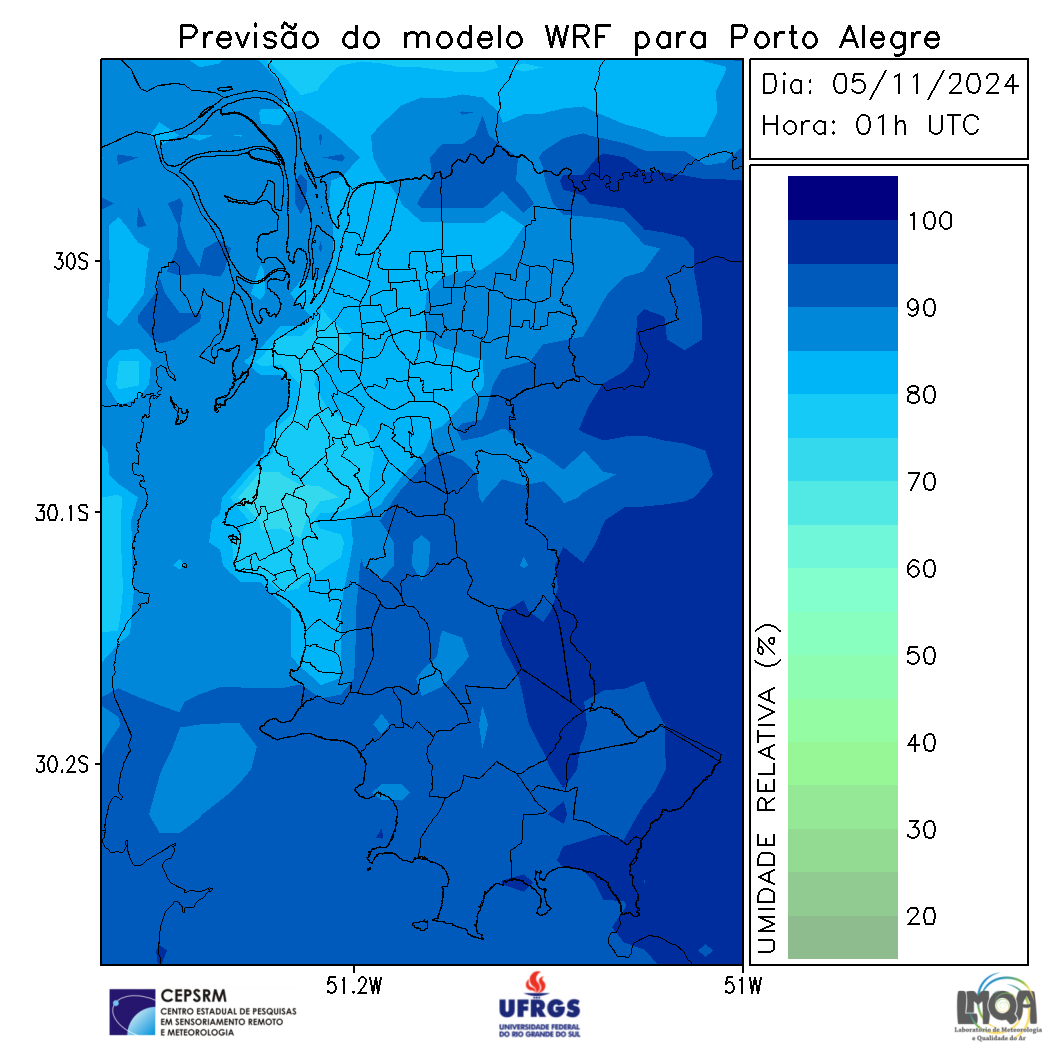 Previsão do modelo WRF para Porto Alegre
Dia: 05/11/2024
Hora: 01h UTC
30S
30.1S
30.2S
51.2W
51W
UMIDADE RELATIVA (%)
100
90
80
70
60
50
40
30
20
CEPSRM
CENTRO ESTADUAL DE PESQUISAS
EM SENSORIAMENTO REMOTO
E METEOROLOGIA
UFRGS
UNIVERSIDADE FEDERAL
DO RIO GRANDE DO SUL
LMQA
Laboratório de Meteorologia
e Qualidade do Ar